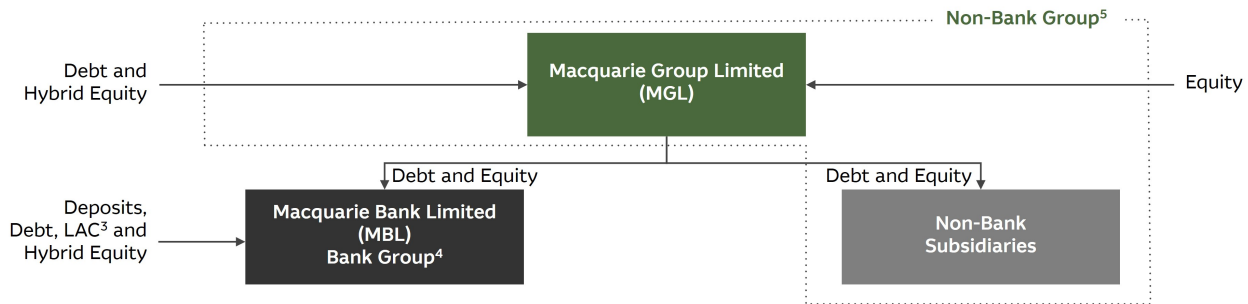 Non-Bank Group⁵
Debt and
Hybrid Equity
Macquarie Group Limited
(MGL)
Equity
Debt and Equity
Debt and Equity
Deposits,
Debt, LAC³ and
Hybrid Equity
Macquarie Bank Limited
(MBL)
Bank Group⁴
Non-Bank
Subsidiaries